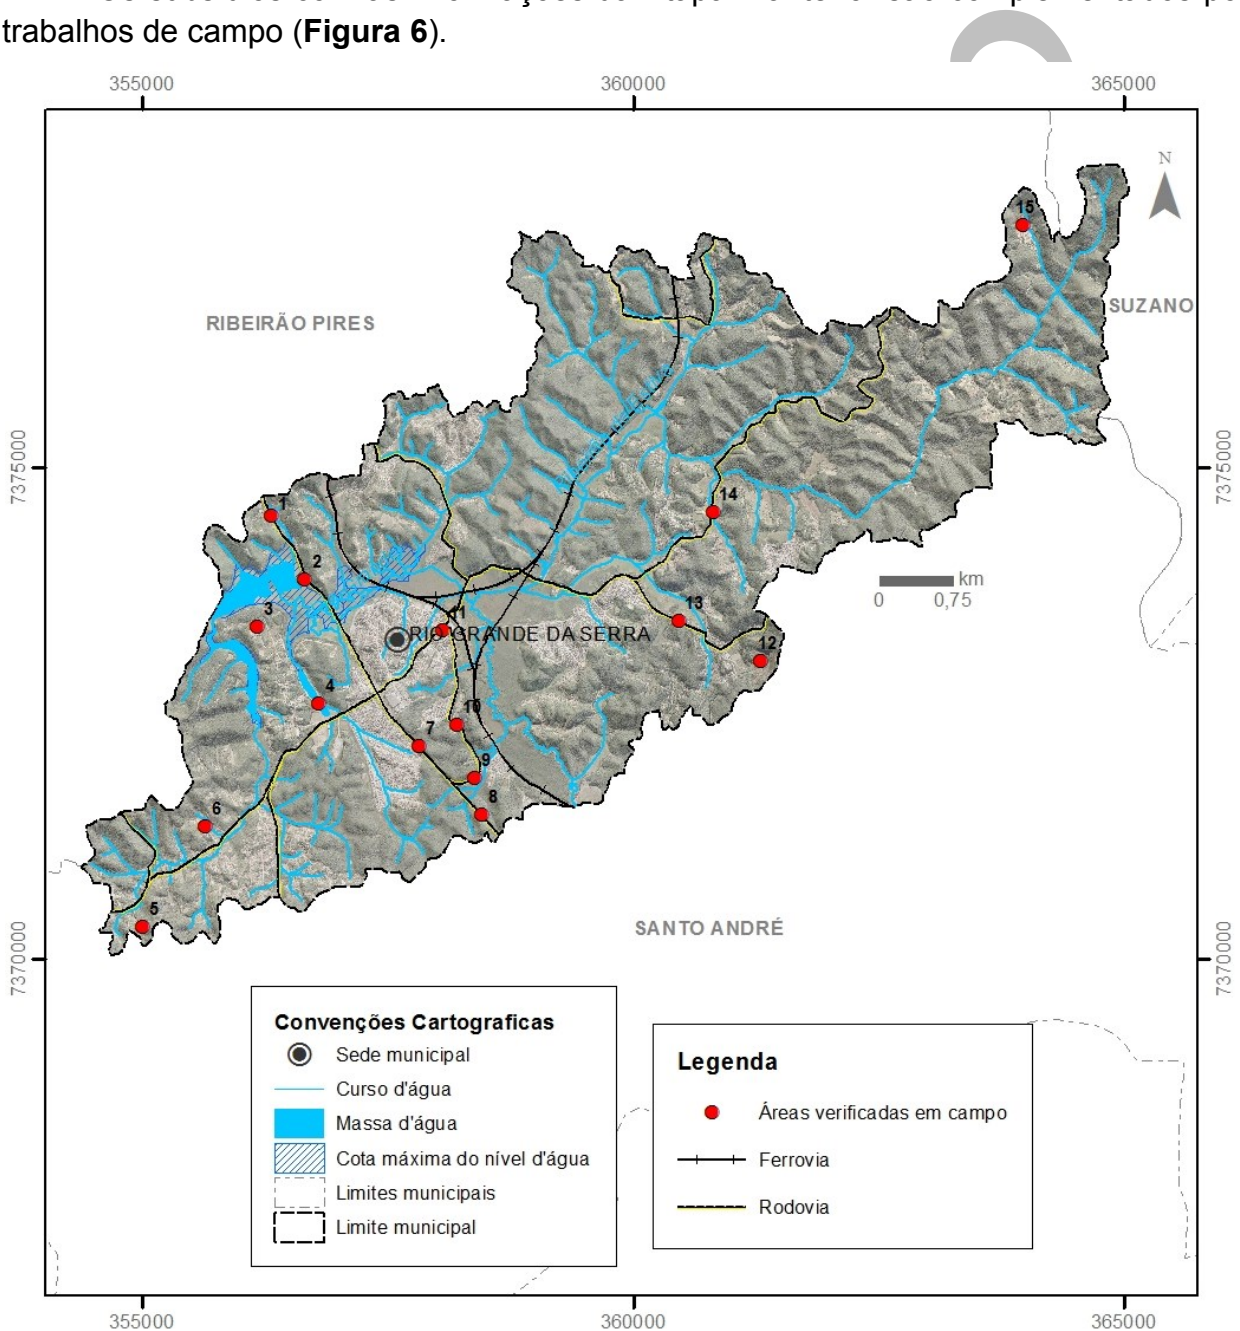 trabalhos de campo (Figura 6).
355000 360000 365000
N
15
RIBEIRÃO PIRES
SUZANO
7375000
7375000
14
1
2
km
0 0,75
3
13
11
RIO GRANDE DA SERRA
12
4
10
7
9
8
6
5
SANTO ANDRÉ
7370000
7370000
Convenções Cartograficas
Sede municipal
Curso d'água
Massa d'água
Cota máxima do nível d'água
Limites municipais
Limite municipal
Legenda
Áreas verificadas em campo
Ferrovia
Rodovia
355000 360000 365000